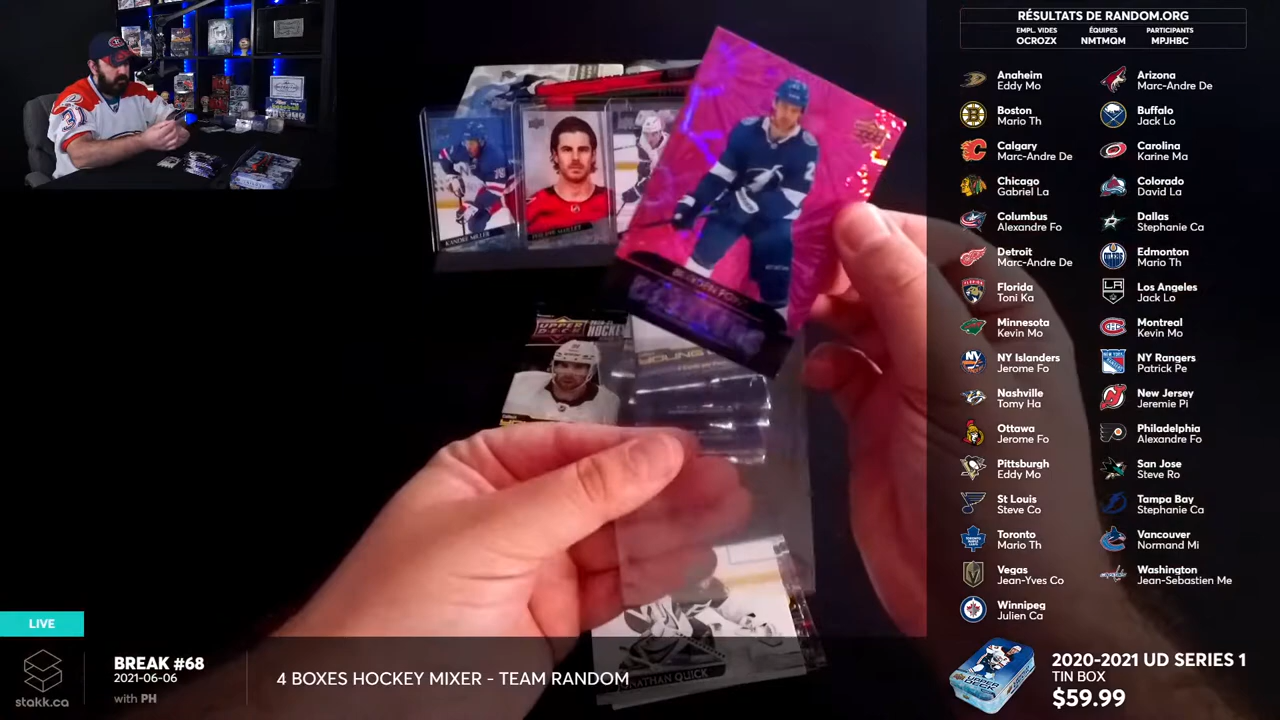 RÉSULTATS DE RANDOM.ORG
EMPL. VIDES ÉQUIPES PARTICIPANTS
OCROZX NMTMQM MPJHBC
Anaheim
Eddy Mo
Arizona
Marc-Andre De
Boston
Mario Th
Buffalo
Jack Lo
Calgary
Marc-Andre De
Carolina
Karine Ma
Chicago
Gabriel La
Colorado
David La
Columbus
Alexandre Fo
Dallas
Stephanie Ca
Detroit
Marc-Andre De
Edmonton
Mario Th
Florida
Toni Ka
Los Angeles
Jack Lo
Minnesota
Kevin Mo
Montreal
Kevin Mo
NY Islanders
Jerome Fo
NY Rangers
Patrick Pe
Nashville
Tomy Ha
New Jersey
Jeremie Pi
Ottawa
Jerome Fo
Philadelphia
Alexandre Fo
Pittsburgh
Eddy Mo
San Jose
Steve Ro
St Louis
Steve Co
Tampa Bay
Stephanie Ca
Toronto
Mario Th
Vancouver
Normand Mi
Vegas
Jean-Yves Co
Washington
Jean-Sebastien Me
Winnipeg
Julien Ca
UPPER DECK
HOCKEY
YOUNG
JONATHAN QUICK
LIVE
stakk.ca
BREAK #68
2021-06-06
with PH
4 BOXES HOCKEY MIXER - TEAM RANDOM
2020-2021 UD SERIES 1
TIN BOX
$59.99